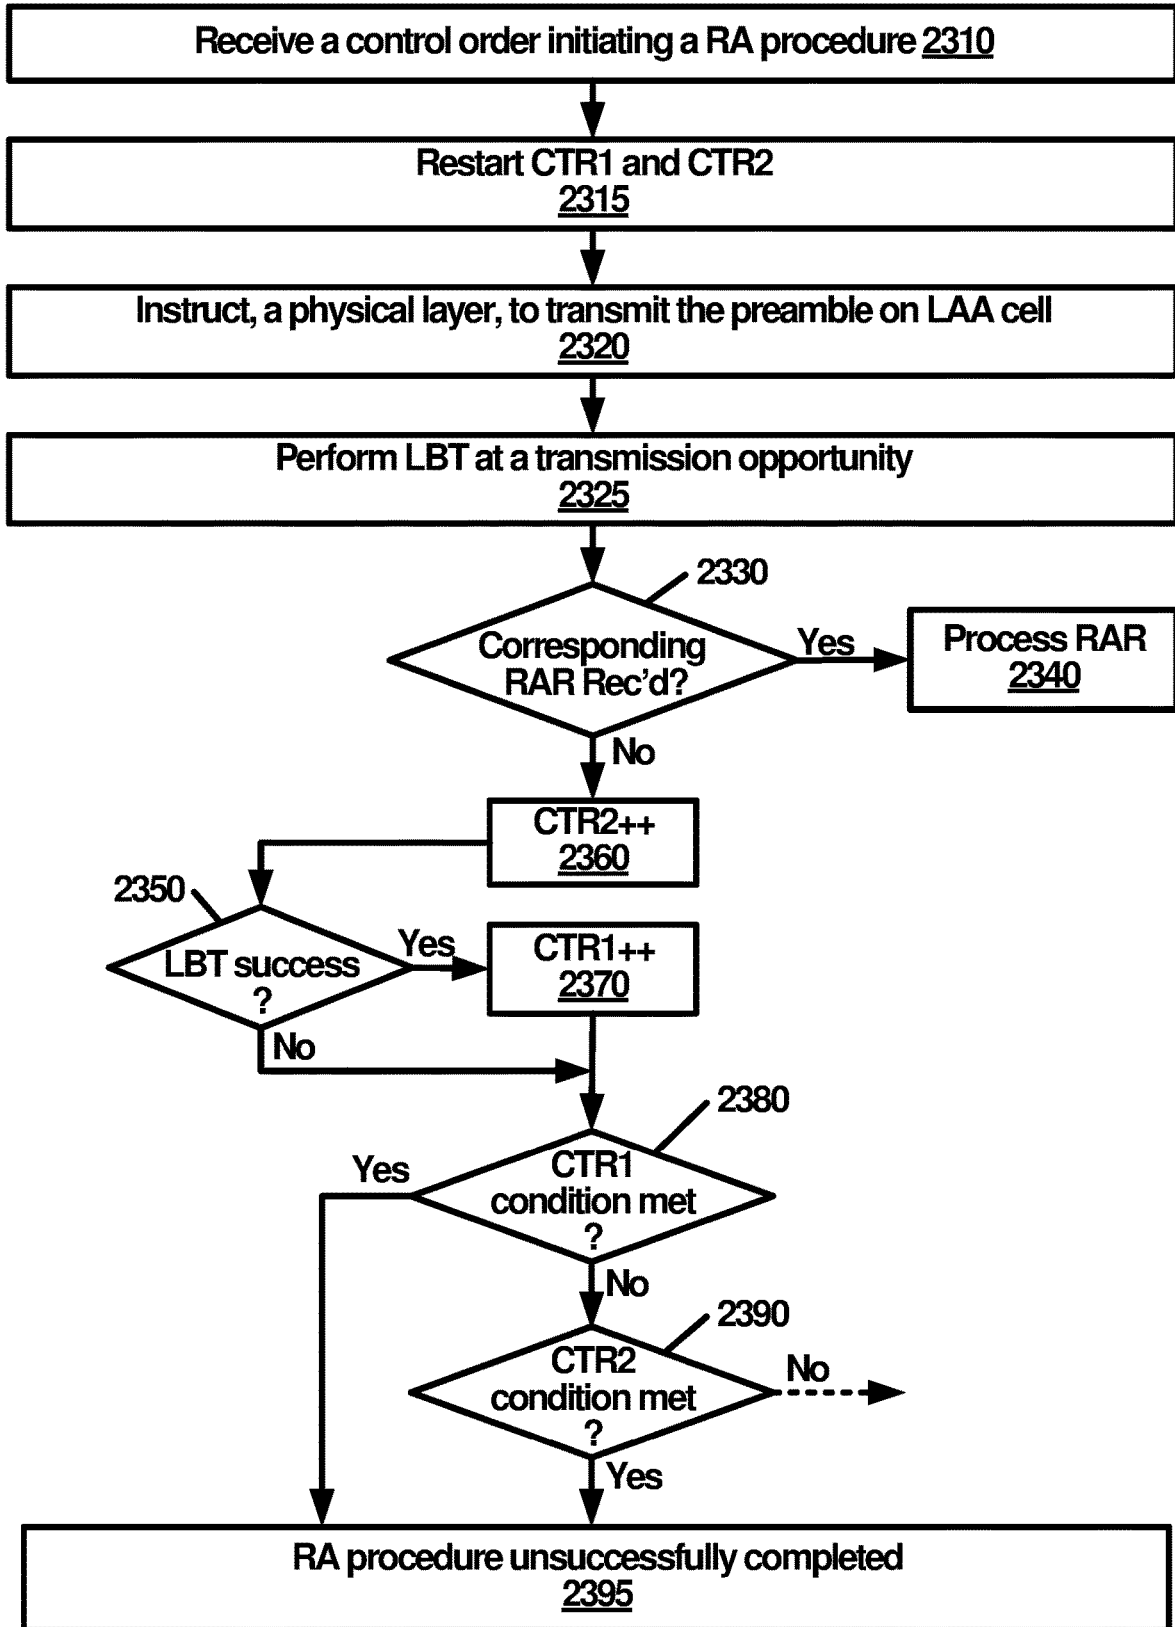 Receive a control order initiating a RA procedure 2310
Restart CTR1 and CTR2
2315
Instruct, a physical layer, to transmit the preamble on LAA cell
2320
Perform LBT at a transmission opportunity
2325
2330
Corresponding
RAR Rec'd?
Yes
Process RAR
2340
No
CTR2++
2360
2350
LBT success
?
Yes
CTR1++
2370
No
2380
CTR1
condition met
?
Yes
No
2390
CTR2
condition met
?
No
Yes
RA procedure unsuccessfully completed
2395